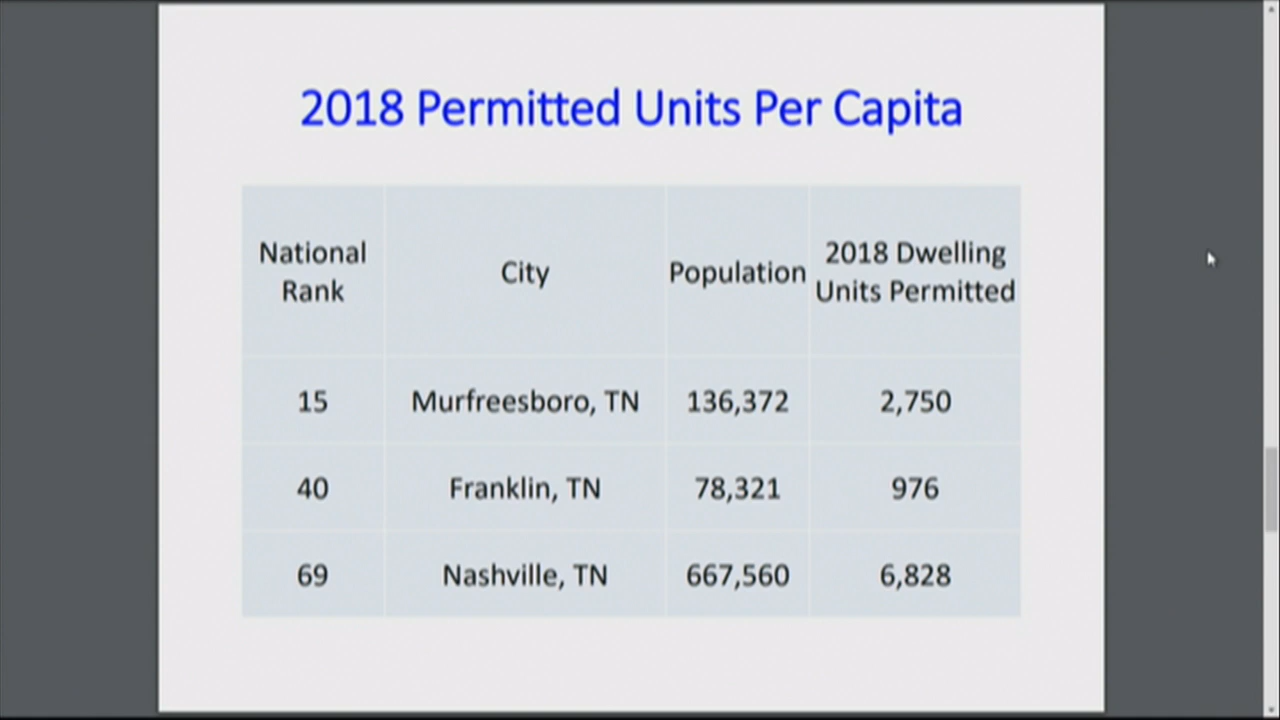 2018 Permitted Units Per Capita
National Rank City Population 2018 Dwelling Units Permitted
15 Murfreesboro, TN 136,372 2,750
40 Franklin, TN 78,321 976
69 Nashville, TN 667,560 6,828